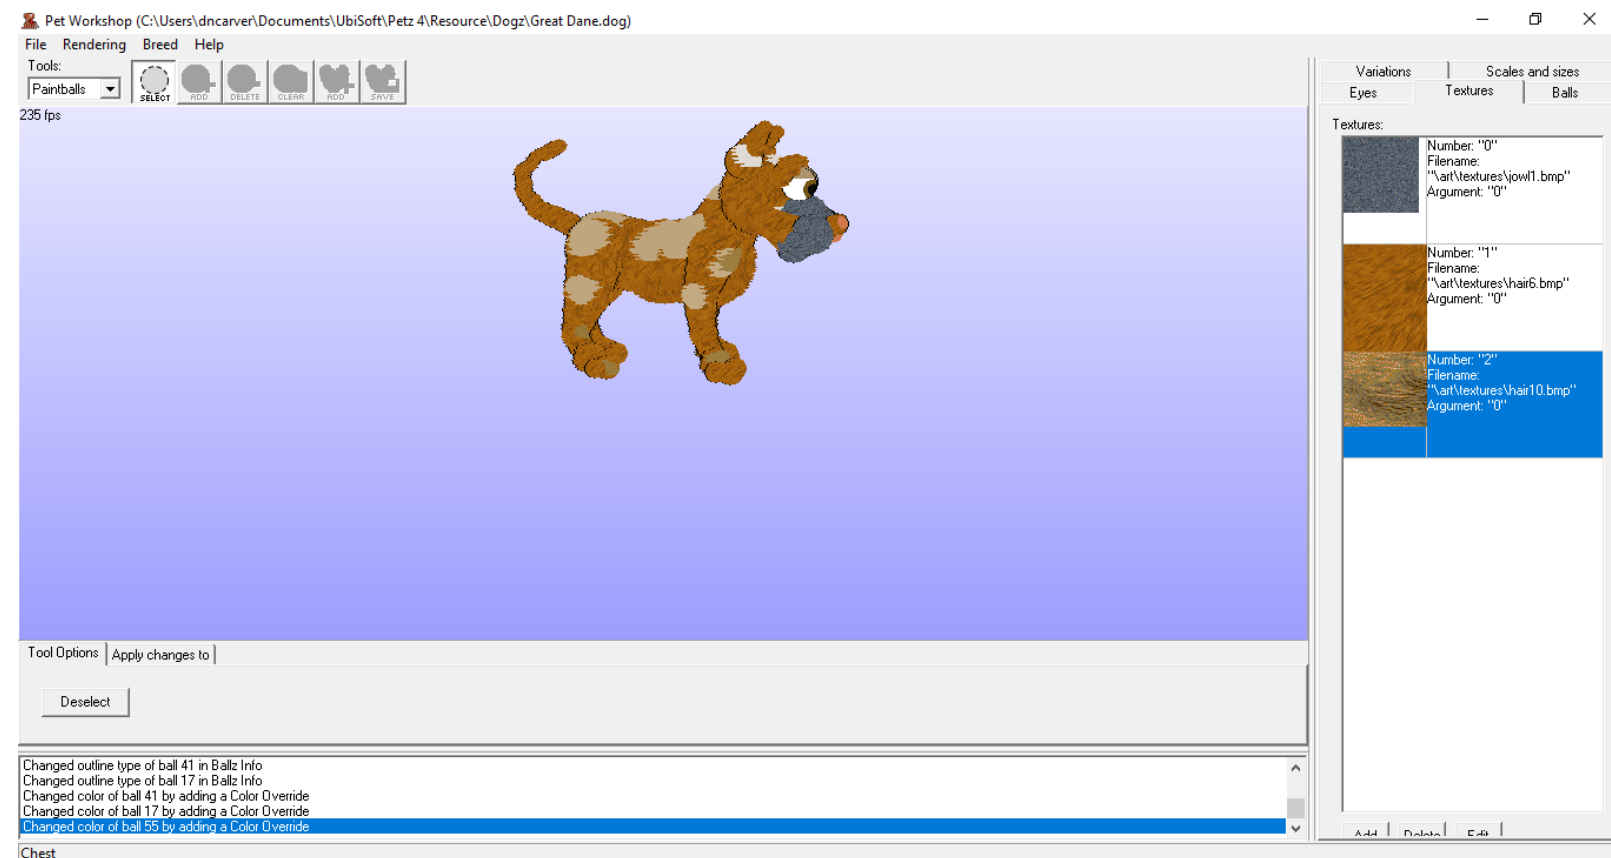 Pet Workshop (C:\Users\dncarver\Documents\UbiSoft\Petz 4\Resource\Dogz\Great Dane.dog)
File Rendering Breed Help
Tools:
Paintballs
SELECT ADD DELETE CLEAR ADD SAVE
235 fps
Variations Scales and sizes
Eyes Textures Balls
Textures:
Number: "0"
Filename:
"\art\textures\jowl1.bmp"
Argument: "0"
Number: "1"
Filename:
"\art\textures\hair6.bmp"
Argument: "0"
Number: "2"
Filename:
"\art\textures\hair10.bmp"
Argument: "0"
Add Delete Edit
Tool Options Apply changes to
Deselect
Changed outline type of ball 41 in Ballz Info
Changed outline type of ball 17 in Ballz Info
Changed color of ball 41 by adding a Color Override
Changed color of ball 17 by adding a Color Override
Changed color of ball 55 by adding a Color Override
Chest